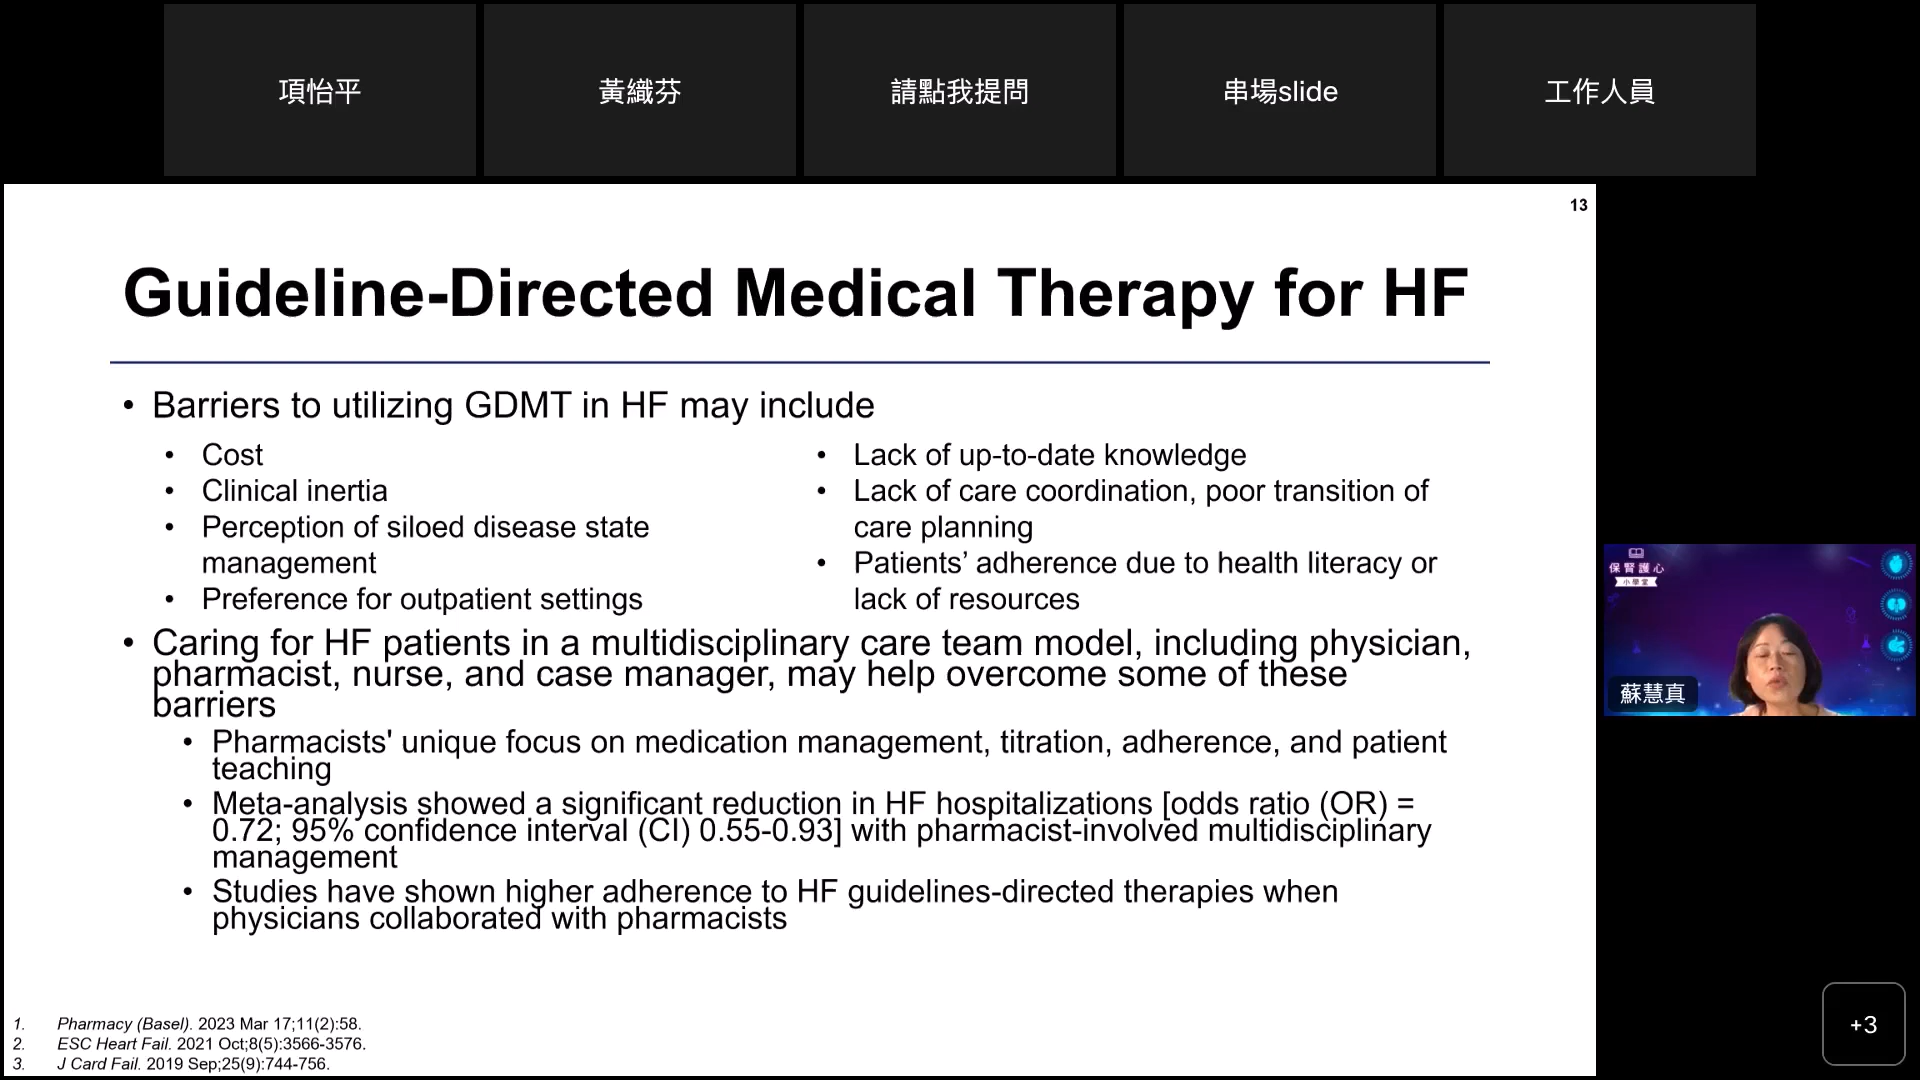 項怡平
黃織芬
請點我提問
串場slide
工作人員
13
Guideline-Directed Medical Therapy for HF
• Barriers to utilizing GDMT in HF may include
• Cost
• Clinical inertia
• Perception of siloed disease state
management
• Preference for outpatient settings
• Lack of up-to-date knowledge
• Lack of care coordination, poor transition of
care planning
• Patients’ adherence due to health literacy or
lack of resources
• Caring for HF patients in a multidisciplinary care team model, including physician,
pharmacist, nurse, and case manager, may help overcome some of these
barriers
• Pharmacists' unique focus on medication management, titration, adherence, and patient
teaching
• Meta-analysis showed a significant reduction in HF hospitalizations [odds ratio (OR) =
0.72; 95% confidence interval (CI) 0.55-0.93] with pharmacist-involved multidisciplinary
management
• Studies have shown higher adherence to HF guidelines-directed therapies when
physicians collaborated with pharmacists
1. Pharmacy (Basel). 2023 Mar 17;11(2):58.
2. ESC Heart Fail. 2021 Oct;8(5):3566-3576.
3. J Card Fail. 2019 Sep;25(9):744-756.
保腎護心
小學堂
蘇慧真
+3